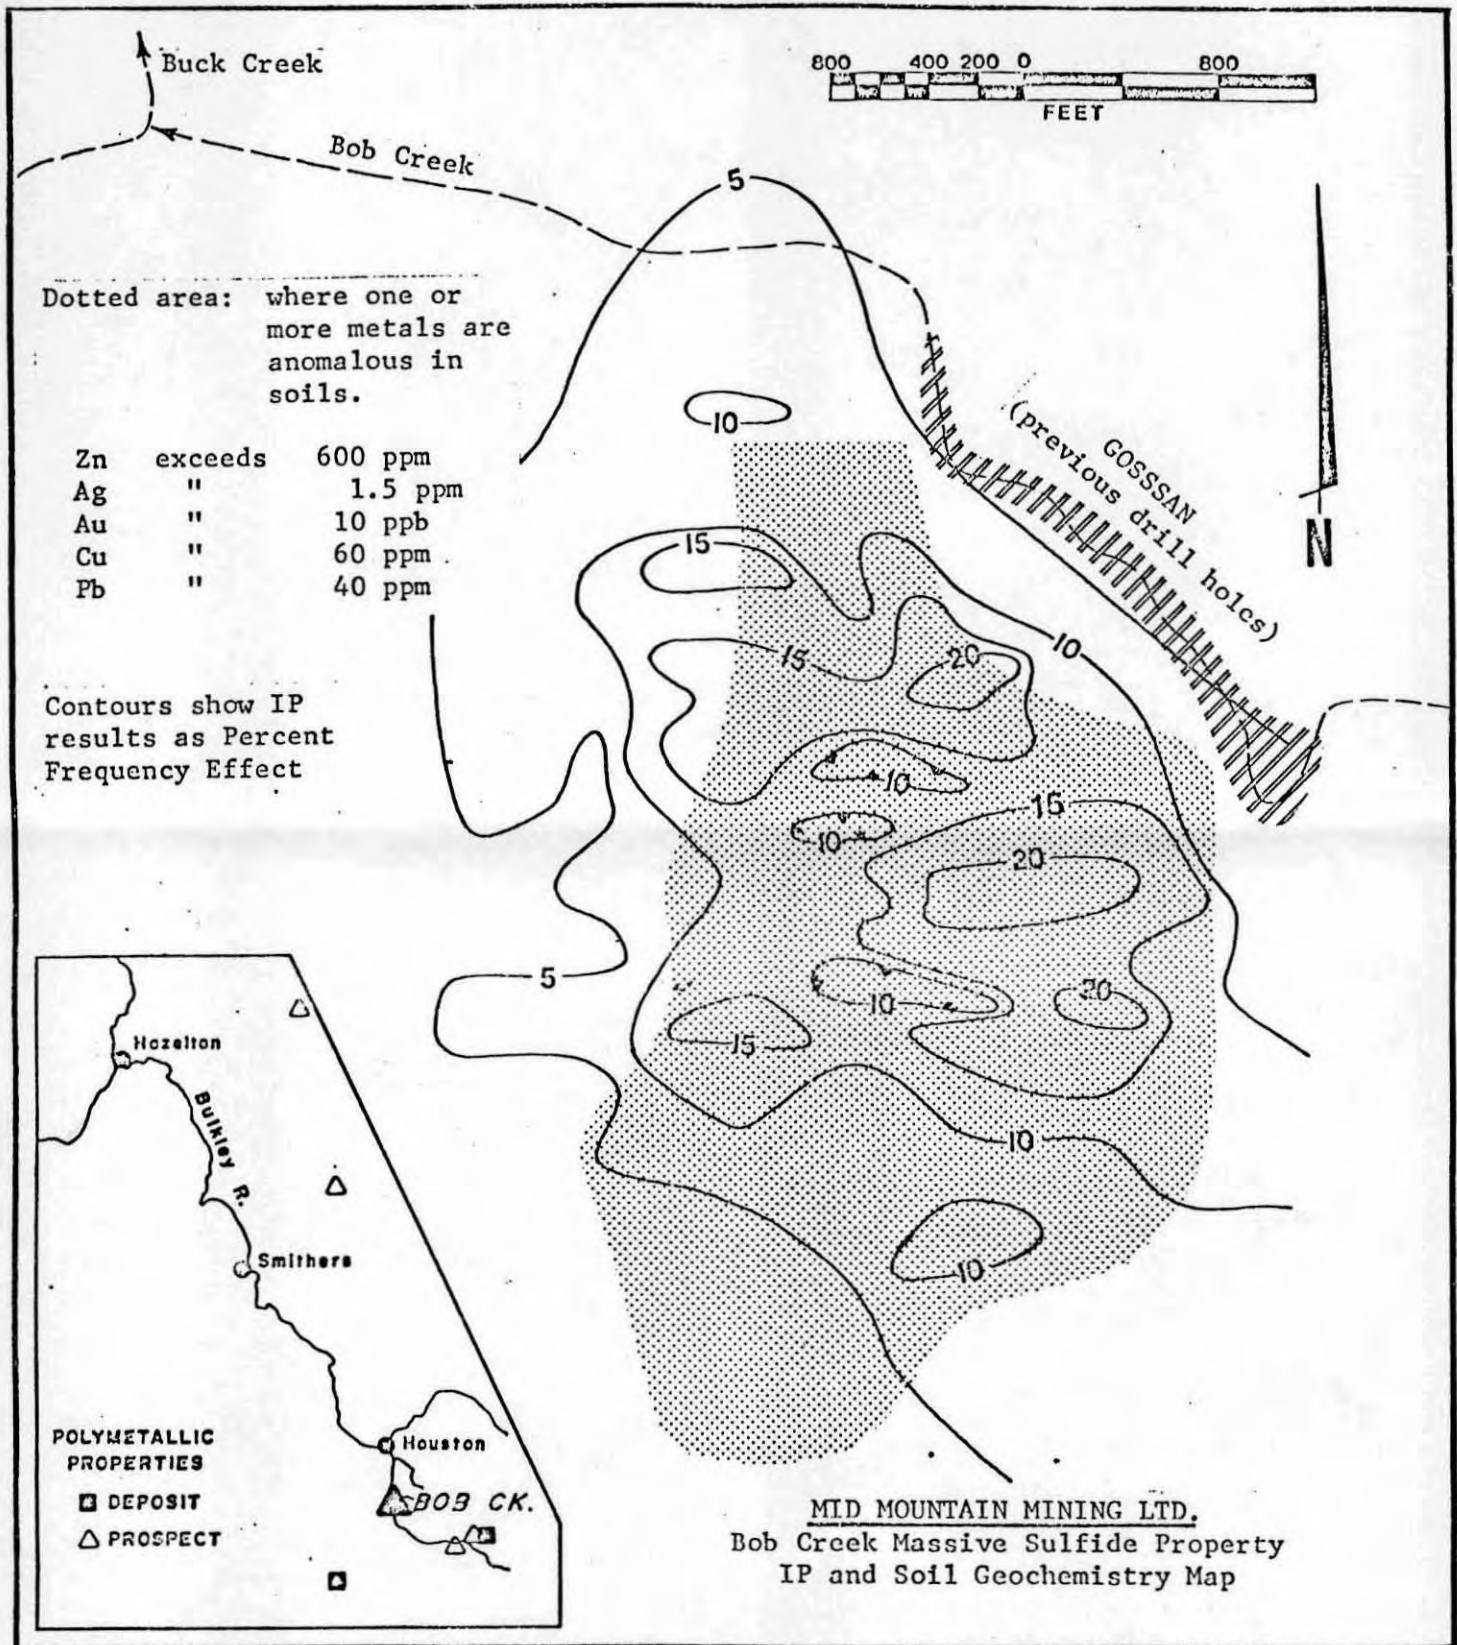 Buck Creek
800 400 200 0 800
FEET
Bob Creek
5
Dotted area: where one or
more metals are
anomalous in
soils.
10
GOSSSAN
(previous drill holes)
Zn exceeds 600 ppm
Ag " 1.5 ppm
Au " 10 ppb
Cu " 60 ppm
Pb " 40 ppm
N
15
10
15
20
Contours show IP
results as Percent
Frequency Effect
10
15
10
20
5
10
20
15
10
10
Hazelton
Bulkley R.
Smithers
Houston
BOB CK.
POLYMETALLIC
PROPERTIES
DEPOSIT
PROSPECT
MID MOUNTAIN MINING LTD.
Bob Creek Massive Sulfide Property
IP and Soil Geochemistry Map